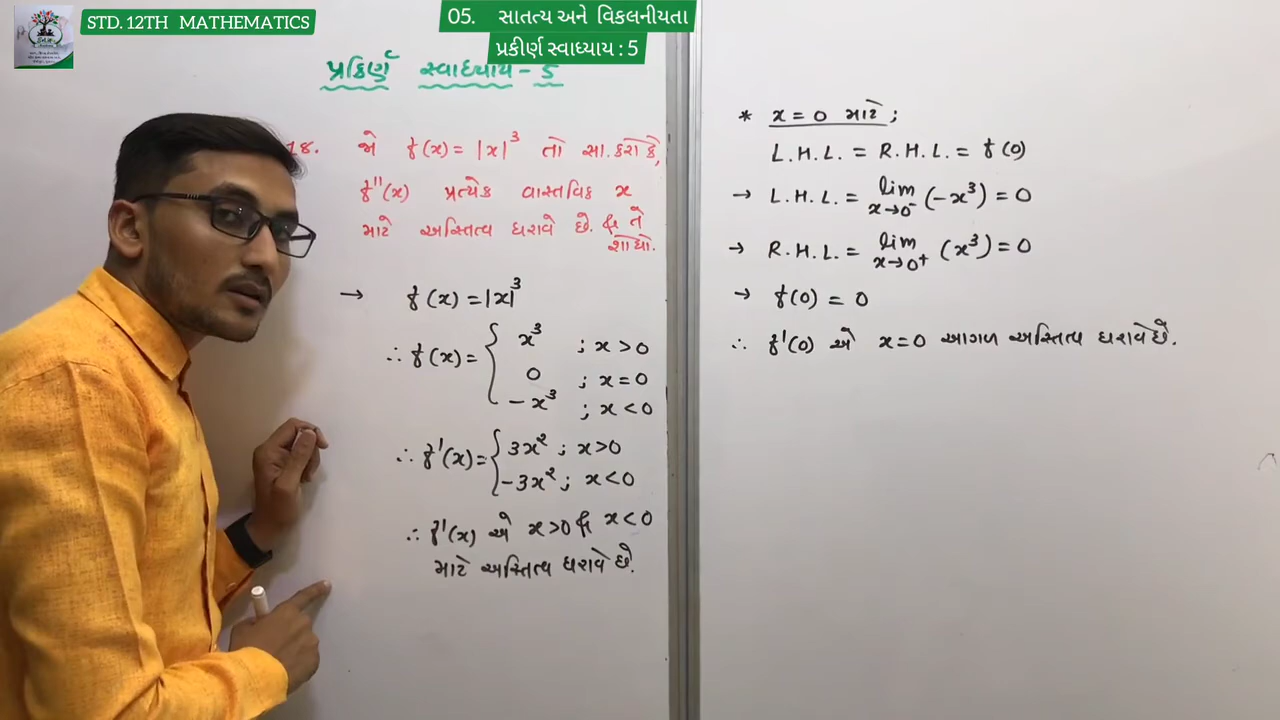 STD. 12TH MATHEMATICS
05. સાતત્ય અને વિકલનીયતા
પ્રકીર્ણ સ્વાધ્યાય : 5
પ્રકિર્ણ સ્વાધ્યાય - 5
18. જો f(x) = |x|³ તો સા. કરો કે,
f''(x) પ્રત્યેક વાસ્તવિક x
માટે અસ્તિત્વ ધરાવે છે. & તે
શોધો.
→ f(x) = |x|³
∴ f(x) = { x³ ; x > 0
0 ; x = 0
-x³ ; x < 0
∴ f'(x) = { 3x² ; x > 0
-3x² ; x < 0
∴ f'(x) એ x > 0 & x < 0
માટે અસ્તિત્વ ધરાવે છે.
* x = 0 માટે ;
L.H.L. = R.H.L. = f(0)
→ L.H.L. = lim x→0⁻ (-x³) = 0
→ R.H.L. = lim x→0⁺ (x³) = 0
→ f(0) = 0
∴ f'(0) એ x = 0 આગળ અસ્તિત્વ ધરાવે છે.